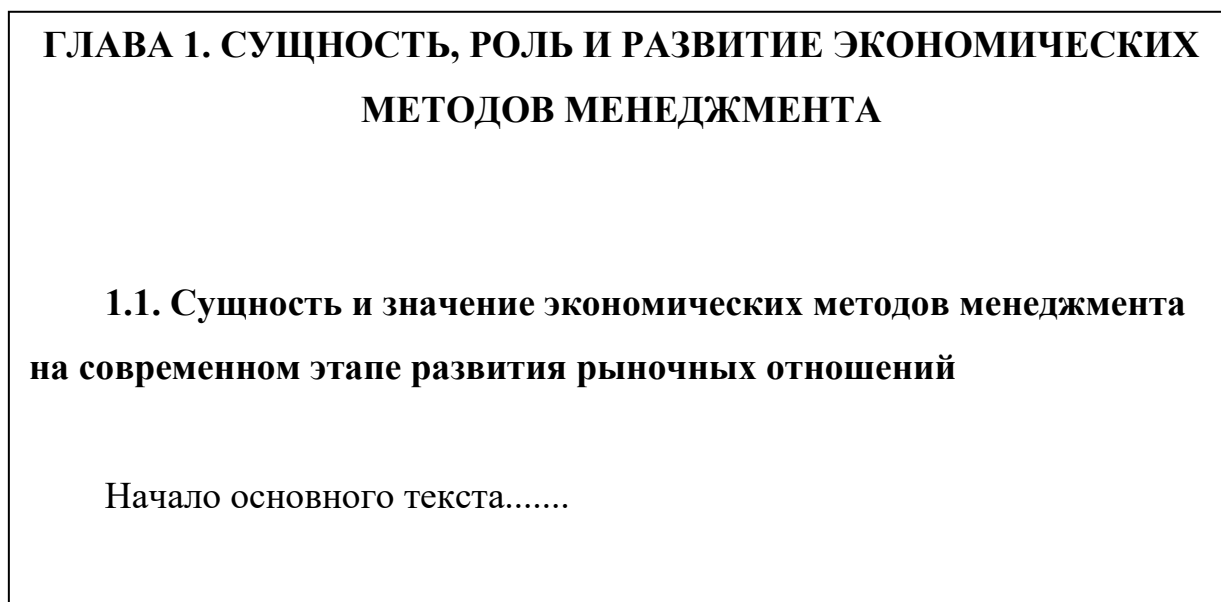 ГЛАВА 1. СУЩНОСТЬ, РОЛЬ И РАЗВИТИЕ ЭКОНОМИЧЕСКИХ
МЕТОДОВ МЕНЕДЖМЕНТА
1.1. Сущность и значение экономических методов менеджмента
на современном этапе развития рыночных отношений
Начало основного текста.......